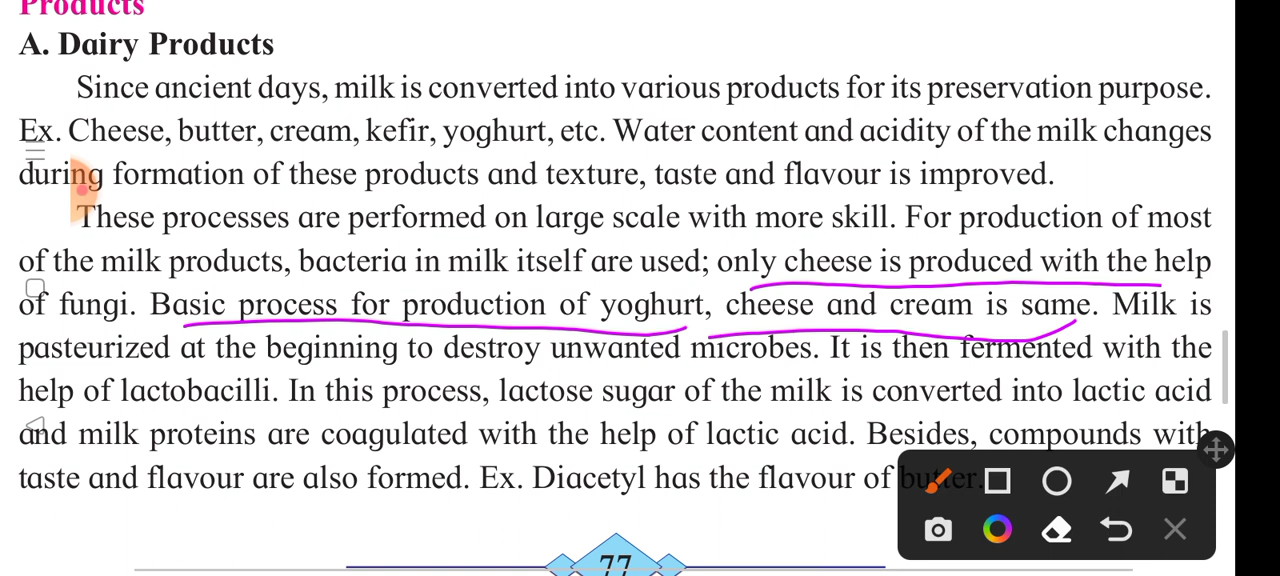 Products
A. Dairy Products
Since ancient days, milk is converted into various products for its preservation purpose.
Ex. Cheese, butter, cream, kefir, yoghurt, etc. Water content and acidity of the milk changes
during formation of these products and texture, taste and flavour is improved.
These processes are performed on large scale with more skill. For production of most
of the milk products, bacteria in milk itself are used; only cheese is produced with the help
of fungi. Basic process for production of yoghurt, cheese and cream is same. Milk is
pasteurized at the beginning to destroy unwanted microbes. It is then fermented with the
help of lactobacilli. In this process, lactose sugar of the milk is converted into lactic acid
and milk proteins are coagulated with the help of lactic acid. Besides, compounds with
taste and flavour are also formed. Ex. Diacetyl has the flavour of butter.
77